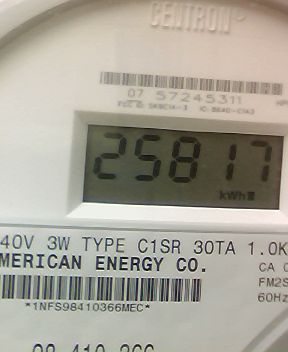 CENTRON®
07 57245311
25817
kWh
40V 3W TYPE C1SR 30TA 1.0K
MERICAN ENERGY CO.
CA 0
FM2S
60Hz
*1NFS98410366MEC*